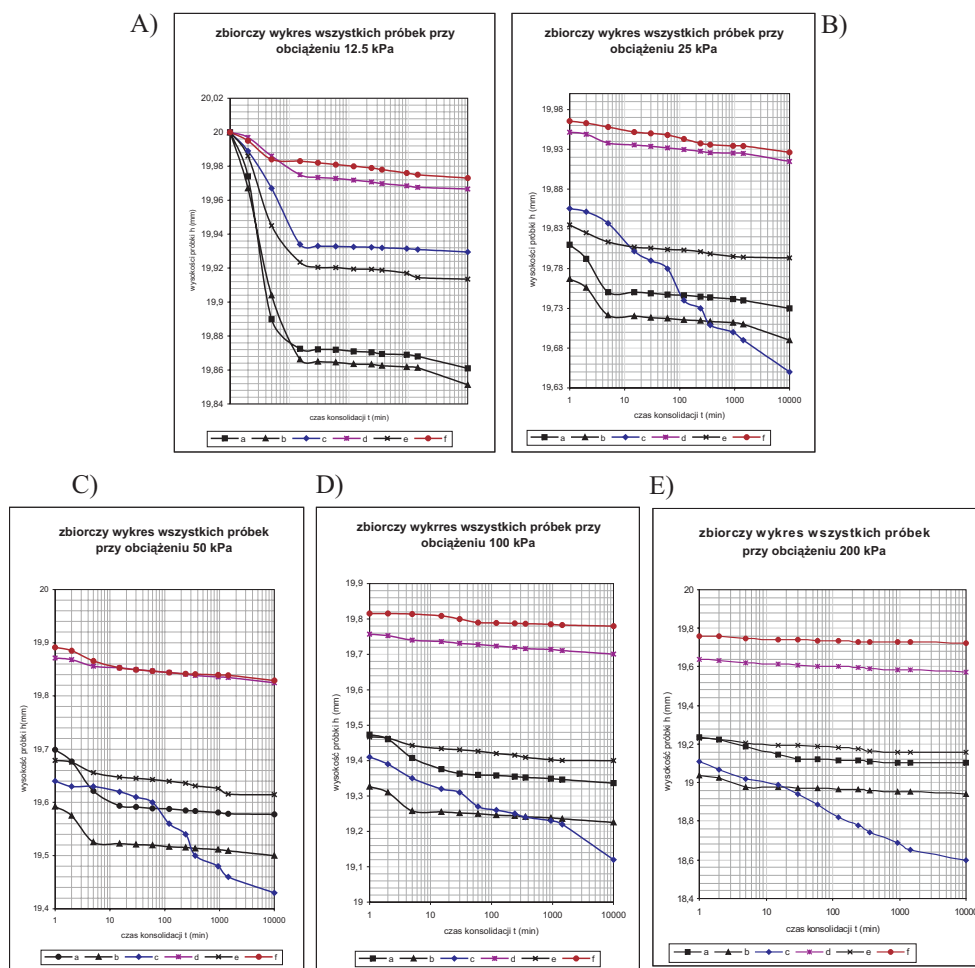 A)
zbiorczy wykres wszystkich próbek przy
obciążeniu 12.5 kPa
20,02
20
19,98
19,96
19,94
19,92
19,9
19,88
19,86
19,84
wysokości próbki h (mm)
czas konsolidacji t (min)
a b c d e f
B)
zbiorczy wykres wszystkich próbek przy
obciążeniu 25 kPa
19,98
19,93
19,88
19,83
19,78
19,73
19,68
19,63
wysokości próbki h (mm)
1 10 100 1000 10000
czas konsolidacji t (min)
a b c d e f
C)
zbiorczy wykres wszystkich próbek
przy obciążeniu 50 kPa
20
19,9
19,8
19,7
19,6
19,5
19,4
wysokość próbki h(mm)
1 10 100 1000 10000
czas konsolidacji t (min)
a b c d e f
D)
zbiorczy wykrres wszystkich próbek przy
obciążeniu 100 kPa
19,9
19,8
19,7
19,6
19,5
19,4
19,3
19,2
19,1
19
wysokość próbki h (mm)
1 10 100 1000 10000
czas konsolidacji t (min)
a b c d e f
E)
zbiorczy wykres wszystkich próbek
przy obciążeniu 200 kPa
20
19,8
19,6
19,4
19,2
19
18,8
18,6
18,4
wysokość próbki h (mm)
1 10 100 1000 10000
czas konsolidacji t (min)
a b c d e f